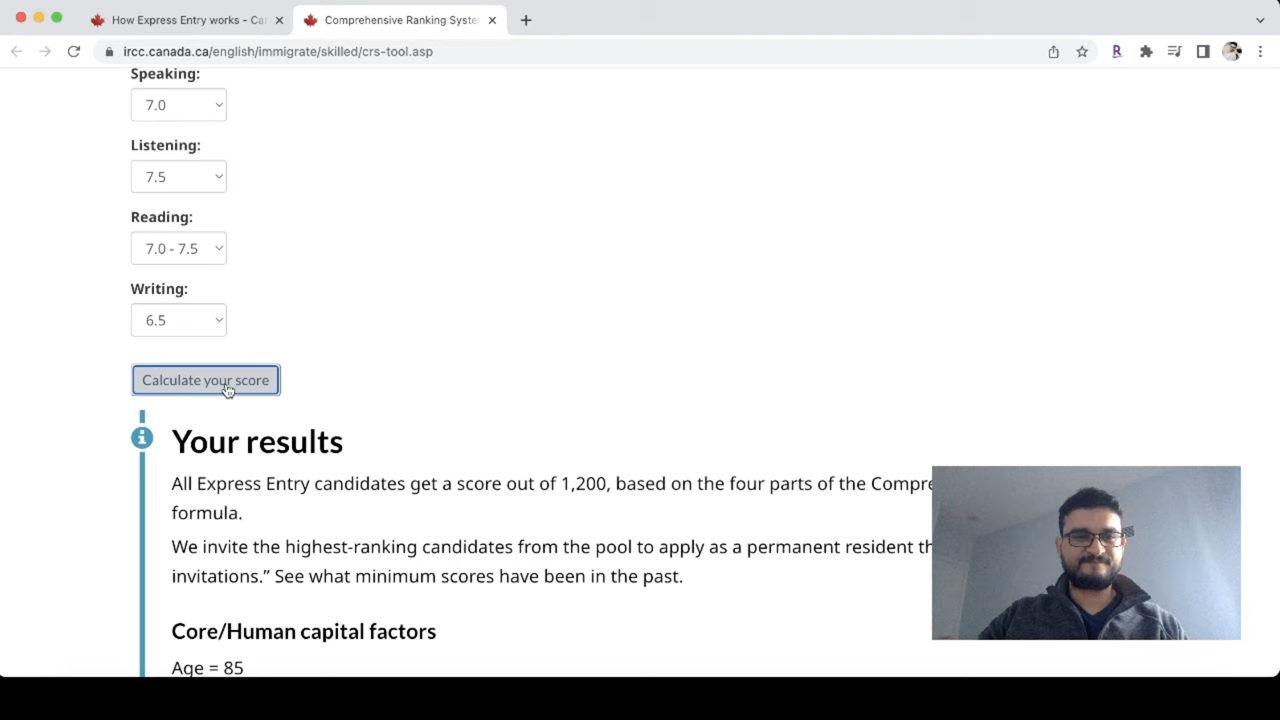 How Express Entry works - Ca
Comprehensive Ranking Syste
ircc.canada.ca/english/immigrate/skilled/crs-tool.asp
R
Speaking:
7.0
Listening:
7.5
Reading:
7.0 - 7.5
Writing:
6.5
Calculate your score
Your results
All Express Entry candidates get a score out of 1,200, based on the four parts of the Compre
formula.
We invite the highest-ranking candidates from the pool to apply as a permanent resident th
invitations.” See what minimum scores have been in the past.
Core/Human capital factors
Age = 85